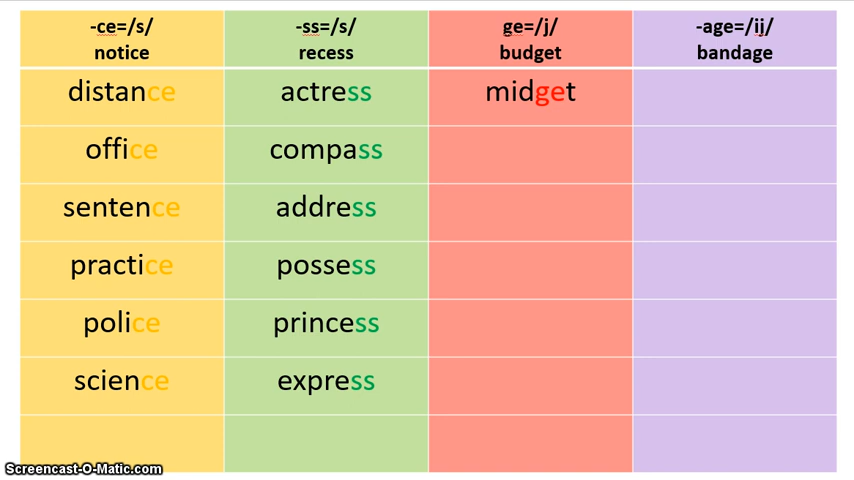 -ce=/s/ -ss=/s/ ge=/j/ -age=/ij/
notice recess budget bandage
distance actress midget
office compass
sentence address
practice possess
police princess
science express
Screencast-O-Matic.com